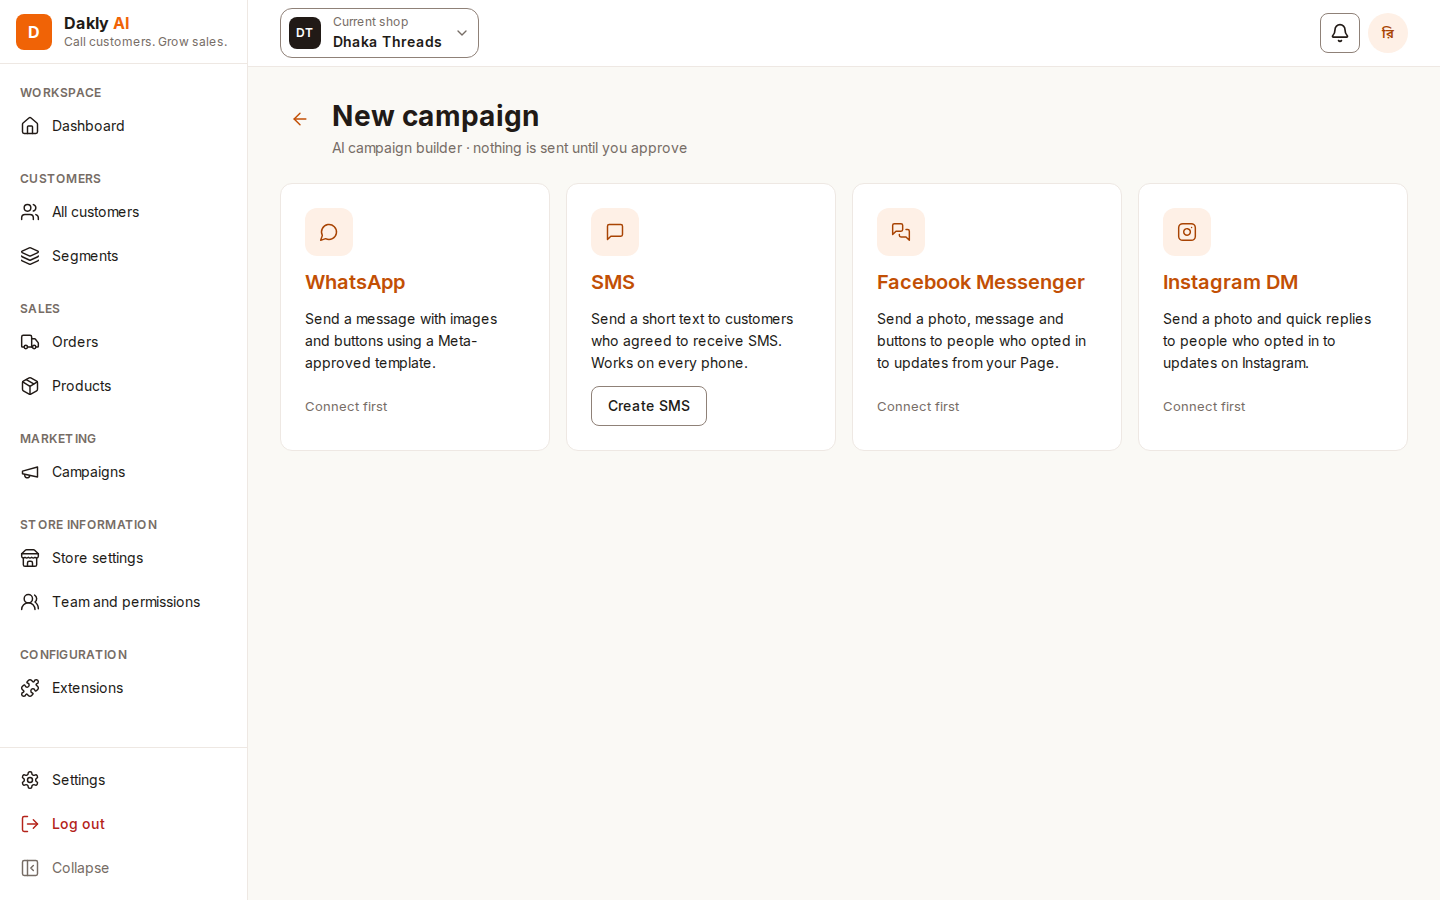 D
Dakly AI
Call customers. Grow sales.
WORKSPACE
Dashboard
CUSTOMERS
All customers
Segments
SALES
Orders
Products
MARKETING
Campaigns
STORE INFORMATION
Store settings
Team and permissions
CONFIGURATION
Extensions
Settings
Log out
Collapse
DT
Current shop
Dhaka Threads
রি
New campaign
AI campaign builder · nothing is sent until you approve
WhatsApp
Send a message with images
and buttons using a Meta-
approved template.
Connect first
SMS
Send a short text to customers
who agreed to receive SMS.
Works on every phone.
Create SMS
Facebook Messenger
Send a photo, message and
buttons to people who opted in
to updates from your Page.
Connect first
Instagram DM
Send a photo and quick replies
to people who opted in to
updates on Instagram.
Connect first